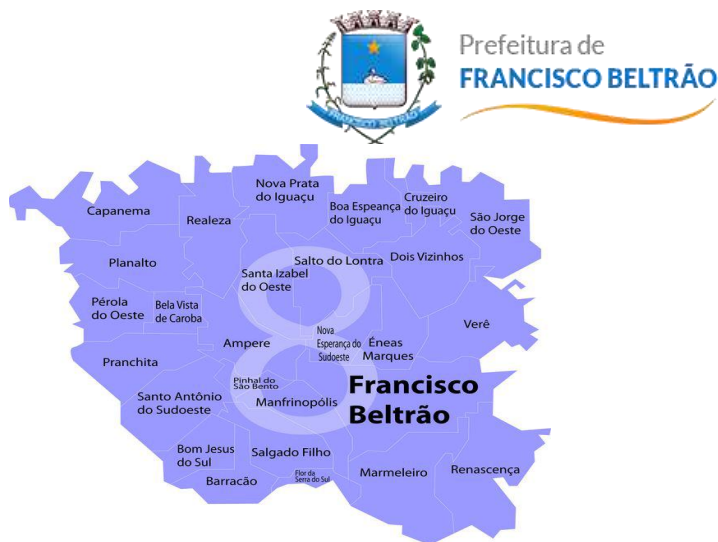 Prefeitura de
FRANCISCO BELTRÃO
FRANCISCO BELTRÃO
Nova Prata
do Iguaçu
Capanema
Realeza
Boa Espeança
do Iguaçu
Cruzeiro
do Iguaçu
São Jorge
do Oeste
Planalto
Santa Izabel
do Oeste
Salto do Lontra
Dois Vizinhos
Pérola
do Oeste
Bela Vista
de Caroba
8
Verê
Ampere
Nova
Esperança do
Sudoeste
Éneas
Marques
Pranchita
Pinhal do
São Bento
Francisco
Beltrão
Santo Antônio
do Sudoeste
Manfrinopólis
Bom Jesus
do Sul
Salgado Filho
Marmeleiro
Renascença
Barracão
Flor da
Serra do Sul